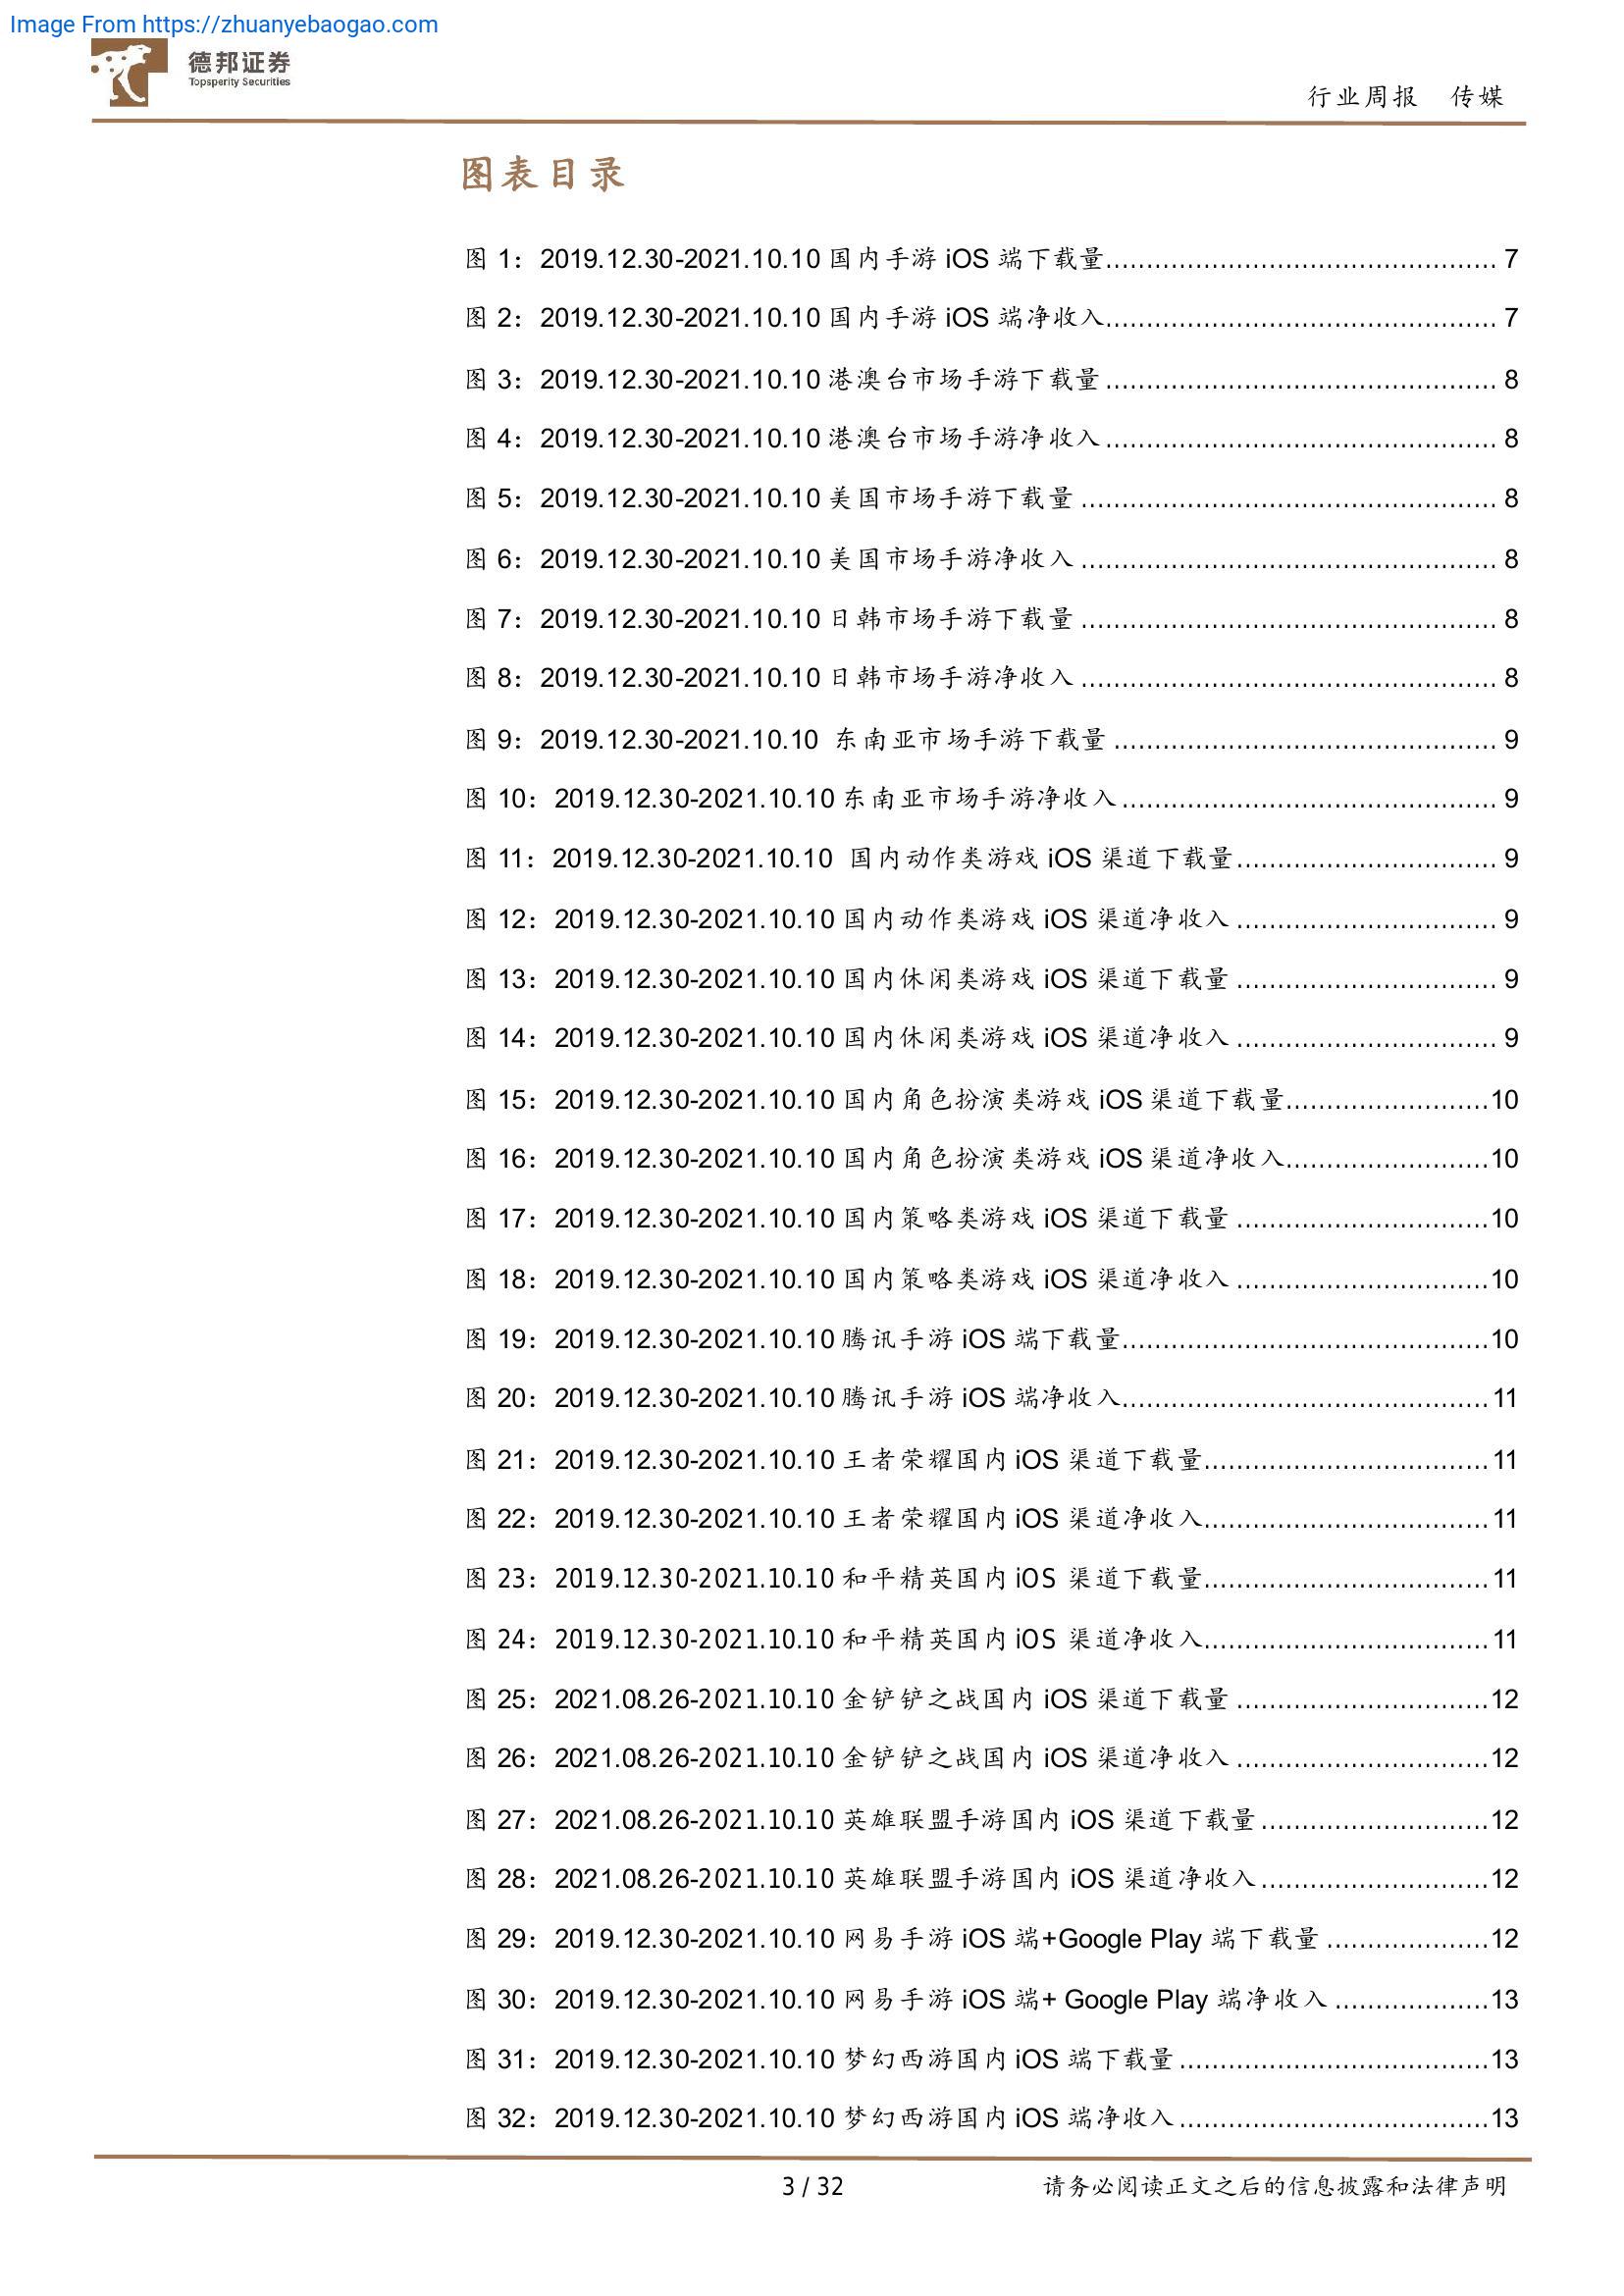 Image From https://zhuanyebaogao.com
德邦证券
Topsperity Securities
行业周报 传媒
图表目录
图 1：2019.12.30-2021.10.10 国内手游 iOS 端下载量................................................ 7
图 2：2019.12.30-2021.10.10 国内手游 iOS 端净收入................................................ 7
图 3：2019.12.30-2021.10.10 港澳台市场手游下载量................................................ 8
图 4：2019.12.30-2021.10.10 港澳台市场手游净收入................................................ 8
图 5：2019.12.30-2021.10.10 美国市场手游下载量................................................... 8
图 6：2019.12.30-2021.10.10 美国市场手游净收入................................................... 8
图 7：2019.12.30-2021.10.10 日韩市场手游下载量................................................... 8
图 8：2019.12.30-2021.10.10 日韩市场手游净收入................................................... 8
图 9：2019.12.30-2021.10.10 东南亚市场手游下载量............................................... 9
图 10：2019.12.30-2021.10.10 东南亚市场手游净收入.............................................. 9
图 11：2019.12.30-2021.10.10 国内动作类游戏 iOS 渠道下载量................................ 9
图 12：2019.12.30-2021.10.10 国内动作类游戏 iOS 渠道净收入................................ 9
图 13：2019.12.30-2021.10.10 国内休闲类游戏 iOS 渠道下载量................................ 9
图 14：2019.12.30-2021.10.10 国内休闲类游戏 iOS 渠道净收入................................ 9
图 15：2019.12.30-2021.10.10 国内角色扮演类游戏 iOS 渠道下载量.........................10
图 16：2019.12.30-2021.10.10 国内角色扮演类游戏 iOS 渠道净收入.........................10
图 17：2019.12.30-2021.10.10 国内策略类游戏 iOS 渠道下载量...............................10
图 18：2019.12.30-2021.10.10 国内策略类游戏 iOS 渠道净收入...............................10
图 19：2019.12.30-2021.10.10 腾讯手游 iOS 端下载量.............................................10
图 20：2019.12.30-2021.10.10 腾讯手游 iOS 端净收入.............................................11
图 21：2019.12.30-2021.10.10 王者荣耀国内 iOS 渠道下载量...................................11
图 22：2019.12.30-2021.10.10 王者荣耀国内 iOS 渠道净收入...................................11
图 23：2019.12.30-2021.10.10 和平精英国内 iOS 渠道下载量...................................11
图 24：2019.12.30-2021.10.10 和平精英国内 iOS 渠道净收入...................................11
图 25：2021.08.26-2021.10.10 金铲铲之战国内 iOS 渠道下载量...............................12
图 26：2021.08.26-2021.10.10 金铲铲之战国内 iOS 渠道净收入...............................12
图 27：2021.08.26-2021.10.10 英雄联盟手游国内 iOS 渠道下载量............................12
图 28：2021.08.26-2021.10.10 英雄联盟手游国内 iOS 渠道净收入............................12
图 29：2019.12.30-2021.10.10 网易手游 iOS 端+Google Play 端下载量....................12
图 30：2019.12.30-2021.10.10 网易手游 iOS 端+ Google Play 端净收入...................13
图 31：2019.12.30-2021.10.10 梦幻西游国内 iOS 端下载量......................................13
图 32：2019.12.30-2021.10.10 梦幻西游国内 iOS 端净收入......................................13
3 / 32
请务必阅读正文之后的信息披露和法律声明